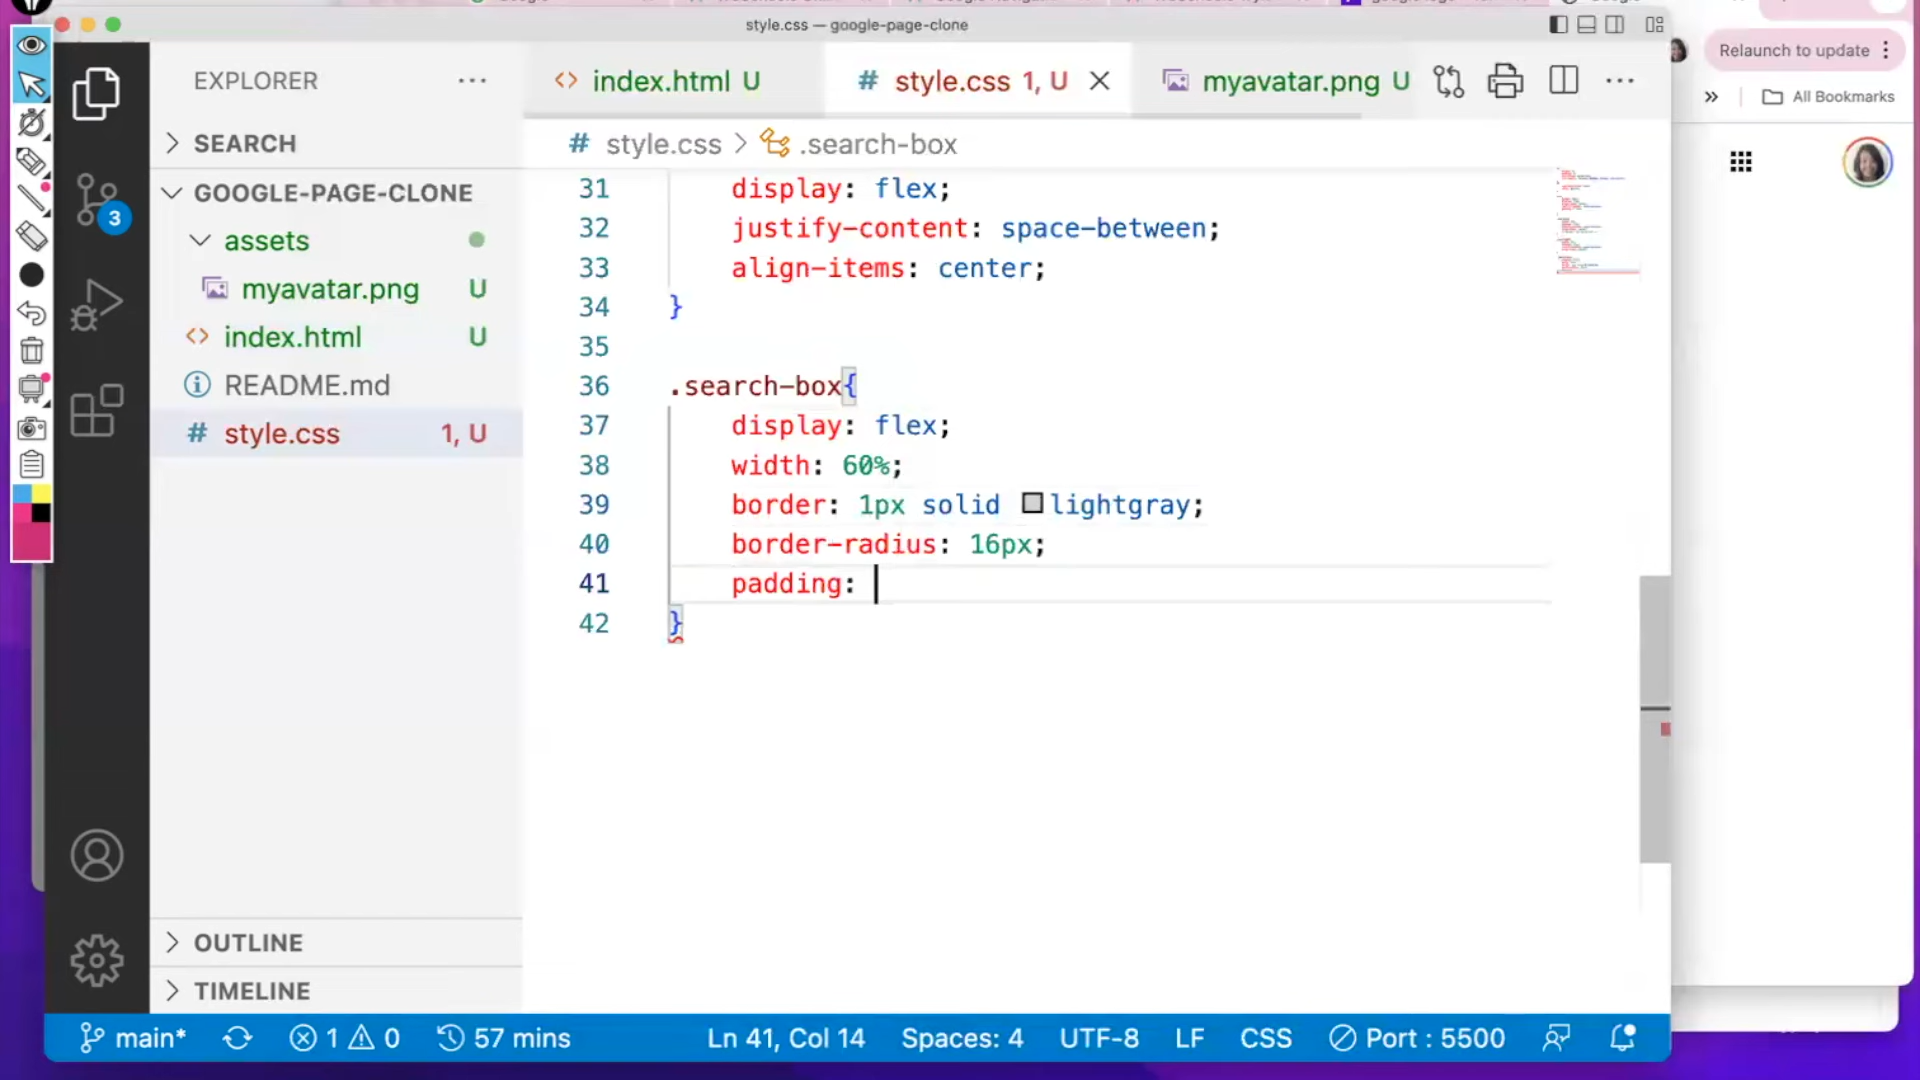 style.css — google-page-clone
Relaunch to update
All Bookmarks
EXPLORER
SEARCH
GOOGLE-PAGE-CLONE
assets
myavatar.png U
index.html U
README.md
style.css 1, U
OUTLINE
TIMELINE
3
index.html U
style.css 1, U
myavatar.png U
style.css > .search-box
31 display: flex;
32 justify-content: space-between;
33 align-items: center;
34 }
35
36 .search-box{
37 display: flex;
38 width: 60%;
39 border: 1px solid lightgray;
40 border-radius: 16px;
41 padding:
42 }
main* 1 0 57 mins Ln 41, Col 14 Spaces: 4 UTF-8 LF CSS Port : 5500